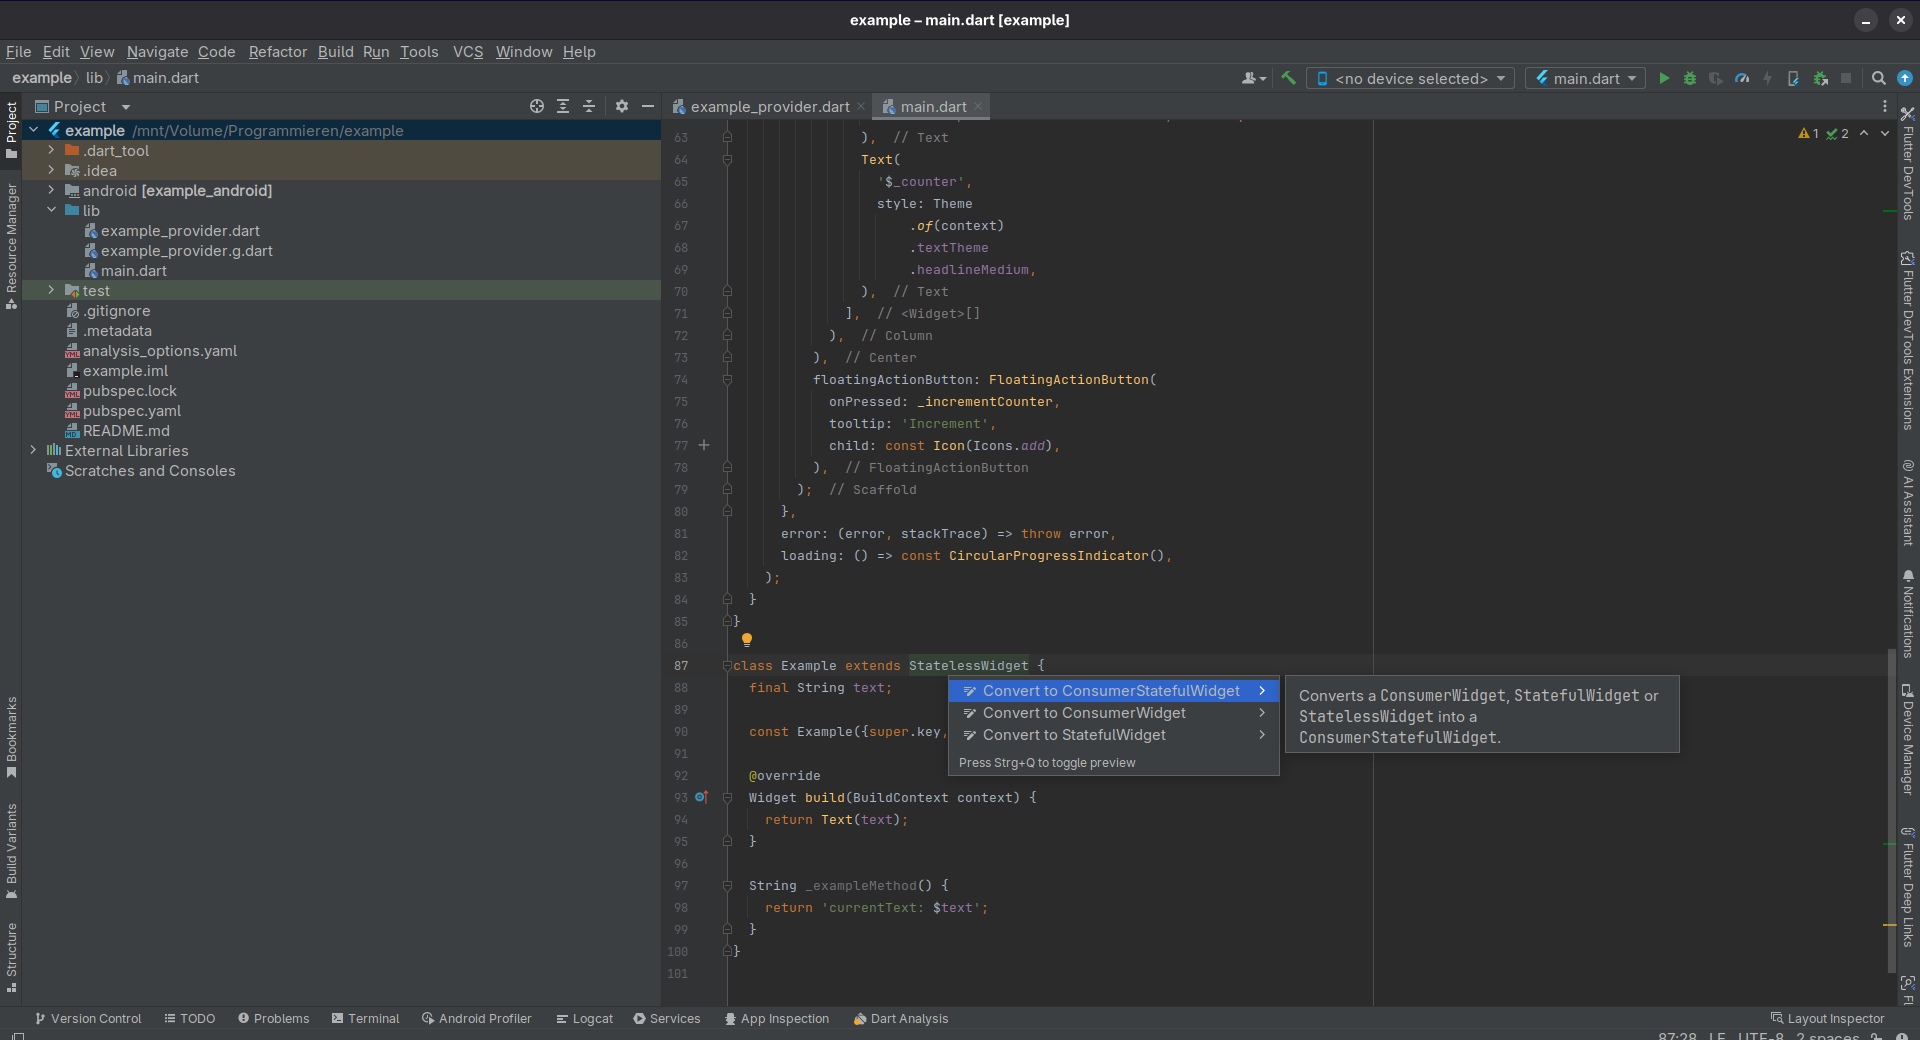 example – main.dart [example]
File Edit View Navigate Code Refactor Build Run Tools VCS Window Help
example lib main.dart
<no device selected> main.dart
Project
example_provider.dart main.dart
1 2
example /mnt/Volume/Programmieren/example
.dart_tool
.idea
android [example_android]
lib
example_provider.dart
example_provider.g.dart
main.dart
test
.gitignore
.metadata
analysis_options.yaml
example.iml
pubspec.lock
pubspec.yaml
README.md
External Libraries
Scratches and Consoles
63 ), // Text
64 Text(
65 '$_counter',
66 style: Theme
67 .of(context)
68 .textTheme
69 .headlineMedium,
70 ), // Text
71 ], // <Widget>[]
72 ), // Column
73 ), // Center
74 floatingActionButton: FloatingActionButton(
75 onPressed: _incrementCounter,
76 tooltip: 'Increment',
77 child: const Icon(Icons.add),
78 ), // FloatingActionButton
79 ); // Scaffold
80 },
81 error: (error, stackTrace) => throw error,
82 loading: () => const CircularProgressIndicator(),
83 );
84 }
85 }
86
87 class Example extends StatelessWidget {
88 final String text;
89
90 const Example({super.key,
91
92 @override
93 Widget build(BuildContext context) {
94 return Text(text);
95 }
96
97 String _exampleMethod() {
98 return 'currentText: $text';
99 }
100 }
101
Convert to ConsumerStatefulWidget
Convert to ConsumerWidget
Convert to StatefulWidget
Press Strg+Q to toggle preview
Converts a ConsumerWidget, StatefulWidget or
StatelessWidget into a
ConsumerStatefulWidget.
Project
Resource Manager
Bookmarks
Build Variants
Structure
Flutter DevTools
Flutter DevTools Extensions
AI Assistant
Notifications
Device Manager
Flutter Deep Links
Fl
Version Control TODO Problems Terminal Android Profiler Logcat Services App Inspection Dart Analysis Layout Inspector
87:28 LF UTF-8 2 spaces